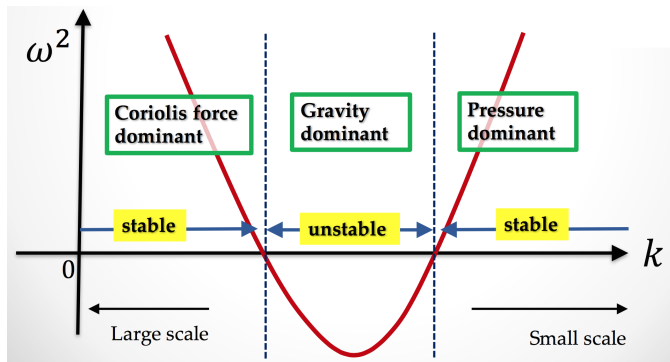 ω²
Coriolis force
dominant
Gravity
dominant
Pressure
dominant
stable
unstable
stable
0
k
Large scale
Small scale